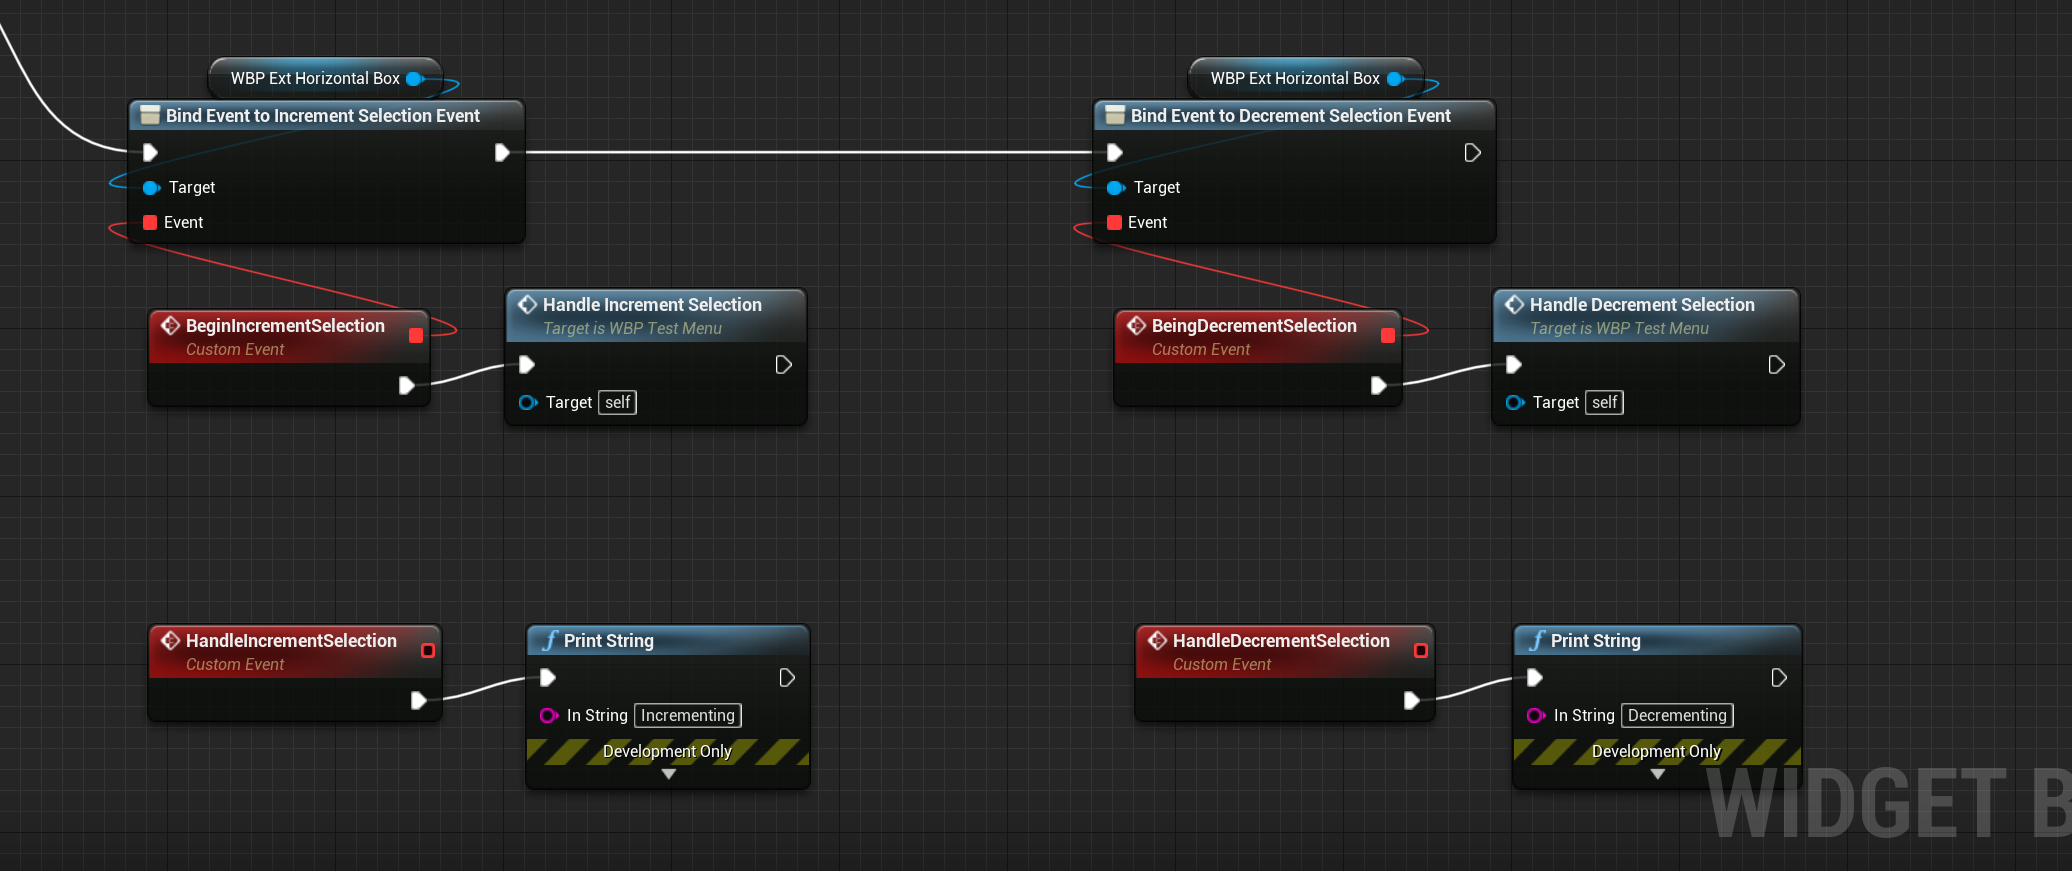 WBP Ext Horizontal Box
Bind Event to Increment Selection Event
Target
Event
BeginIncrementSelection
Custom Event
Handle Increment Selection
Target is WBP Test Menu
Target self
WBP Ext Horizontal Box
Bind Event to Decrement Selection Event
Target
Event
BeingDecrementSelection
Custom Event
Handle Decrement Selection
Target is WBP Test Menu
Target self
HandleIncrementSelection
Custom Event
Print String
In String Incrementing
Development Only
HandleDecrementSelection
Custom Event
Print String
In String Decrementing
Development Only
WIDGET B